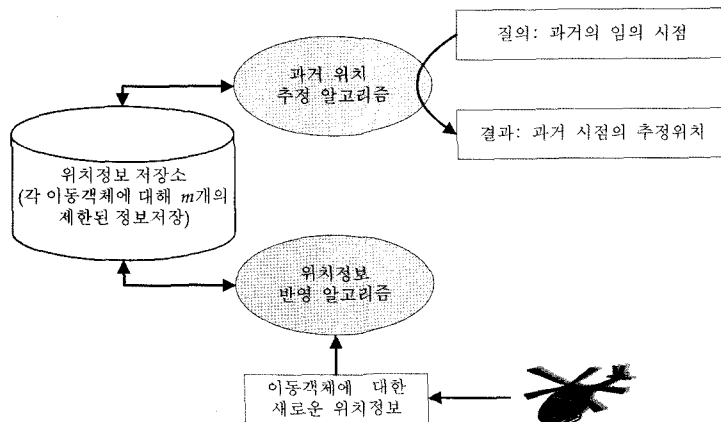 질의: 과거의 임의 시점
과거 위치
추정 알고리즘
결과: 과거 시점의 추정위치
위치정보 저장소
(각 이동객체에 대해 m개의
제한된 정보저장)
위치정보
반영 알고리즘
이동객체에 대한
새로운 위치정보